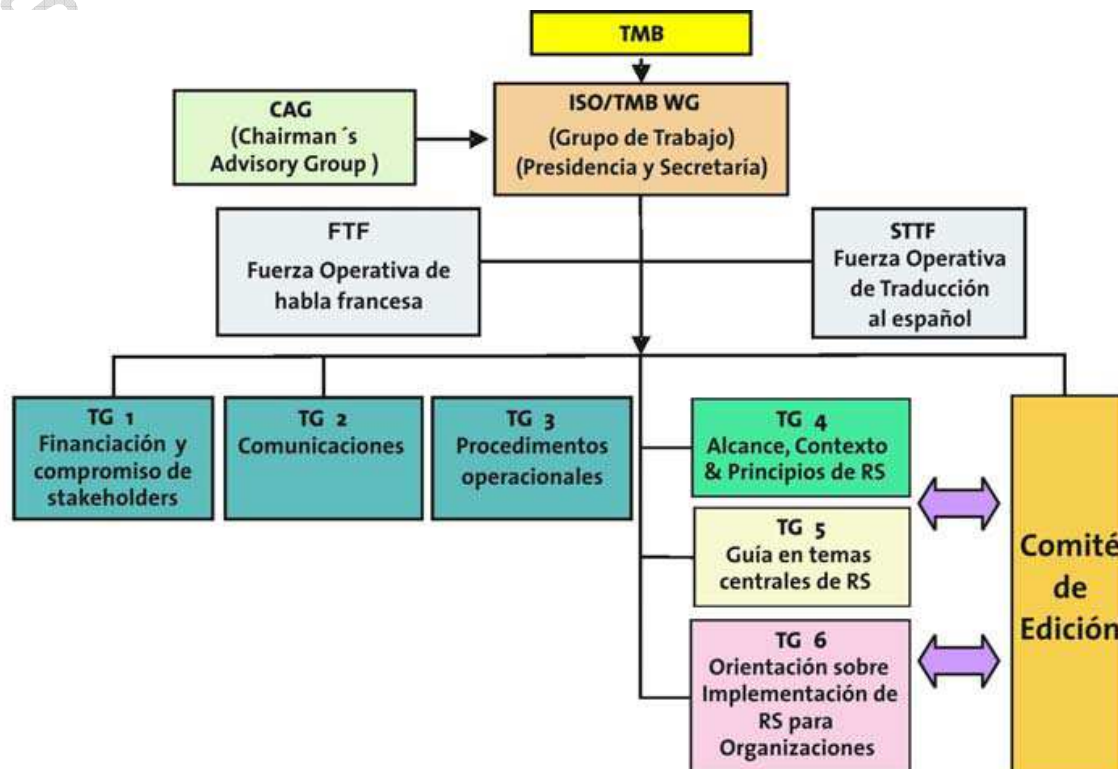 TMB
ISO/TMB WG
(Grupo de Trabajo)
(Presidencia y Secretaría)
CAG
(Chairman´s
Advisory Group )
FTF
Fuerza Operativa de
habla francesa
STTF
Fuerza Operativa
de Traducción
al español
TG 1
Financiación y
compromiso de
stakeholders
TG 2
Comunicaciones
TG 3
Procedimentos
operacionales
TG 4
Alcance, Contexto
& Principios de RS
TG 5
Guía en temas
centrales de RS
TG 6
Orientación sobre
Implementación de
RS para
Organizaciones
Comité
de
Edición